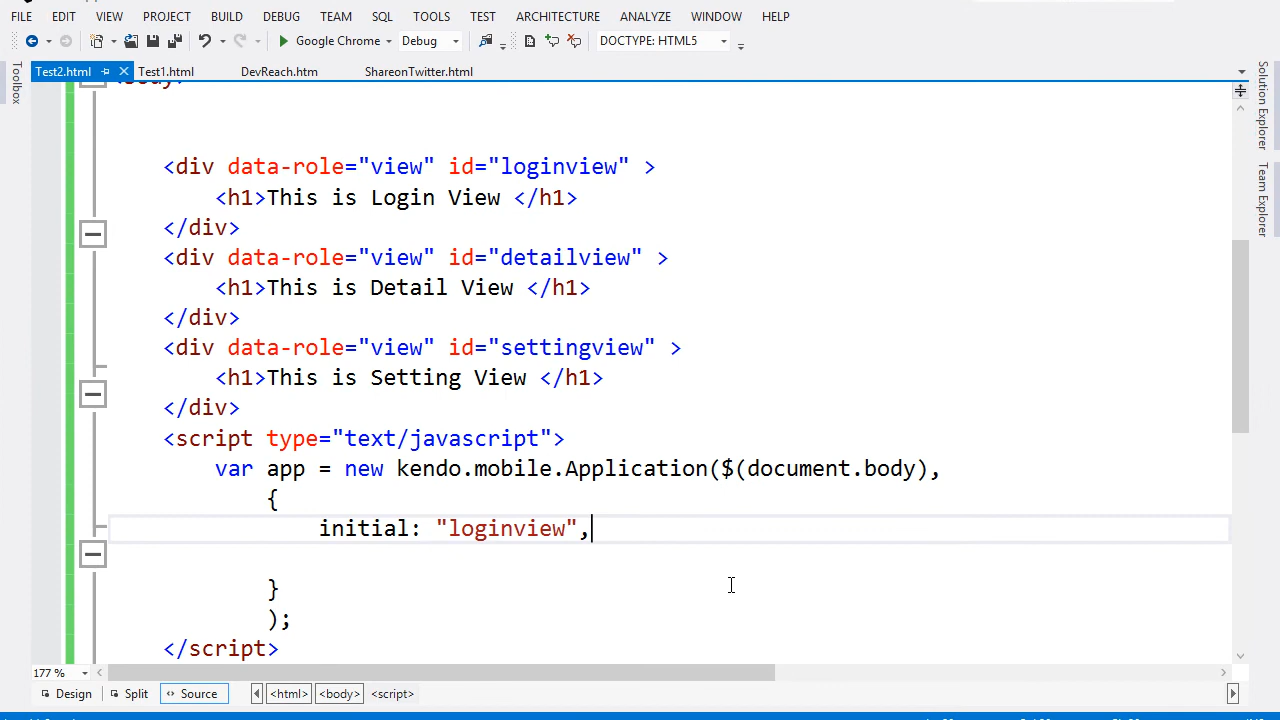 FILE EDIT VIEW PROJECT BUILD DEBUG TEAM SQL TOOLS TEST ARCHITECTURE ANALYZE WINDOW HELP
Google Chrome Debug DOCTYPE: HTML5
Test2.html Test1.html DevReach.htm ShareonTwitter.html
Toolbox
Solution Explorer
Team Explorer
<div data-role="view" id="loginview" >
<h1>This is Login View </h1>
</div>
<div data-role="view" id="detailview" >
<h1>This is Detail View </h1>
</div>
<div data-role="view" id="settingview" >
<h1>This is Setting View </h1>
</div>
<script type="text/javascript">
var app = new kendo.mobile.Application($(document.body),
{
initial: "loginview",
}
);
</script>
177 %
Design Split Source <html> <body> <script>